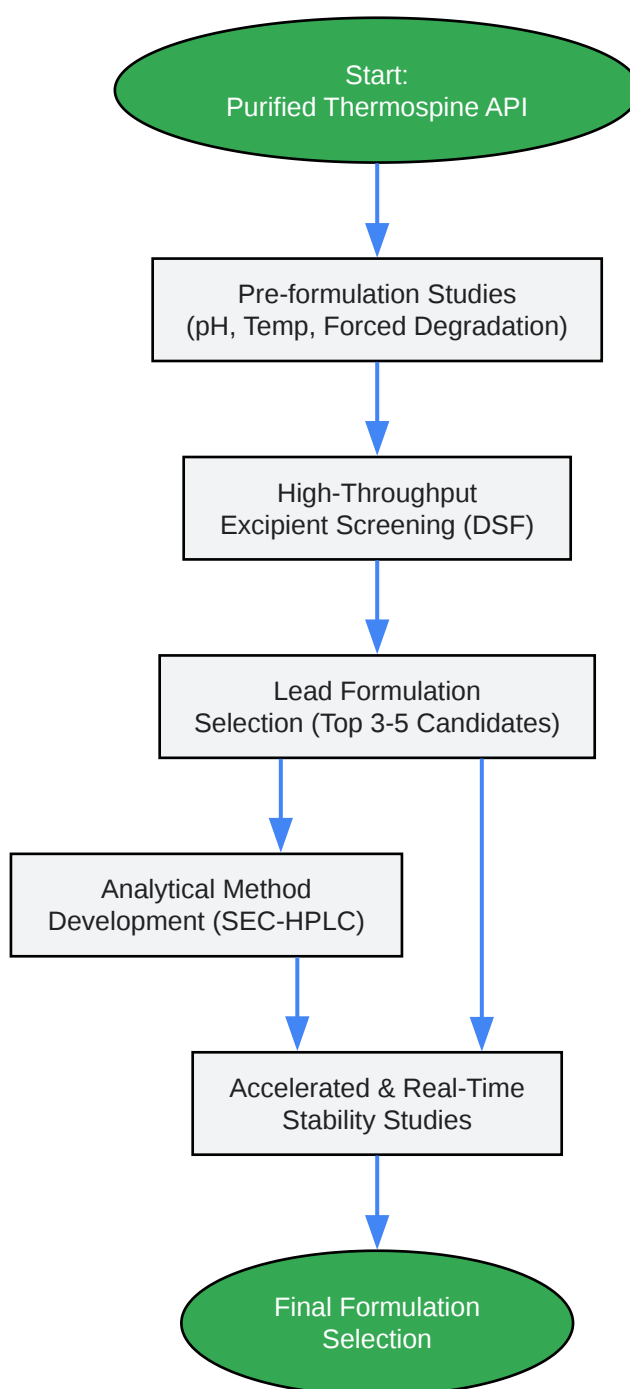 Start:
Purified Thermospine API
Pre-formulation Studies
(pH, Temp, Forced Degradation)
High-Throughput
Excipient Screening (DSF)
Lead Formulation
Selection (Top 3-5 Candidates)
Analytical Method
Development (SEC-HPLC)
Accelerated & Real-Time
Stability Studies
Final Formulation
Selection